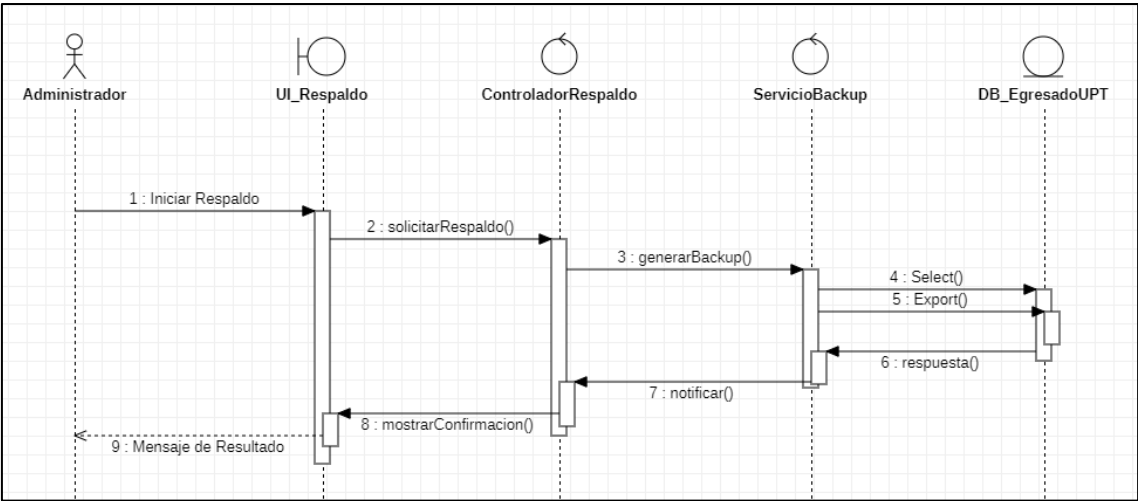 Administrador
UI_Respaldo
ControladorRespaldo
ServicioBackup
DB_EgresadoUPT
1 : Iniciar Respaldo
2 : solicitarRespaldo()
3 : generarBackup()
4 : Select()
5 : Export()
6 : respuesta()
7 : notificar()
8 : mostrarConfirmacion()
9 : Mensaje de Resultado